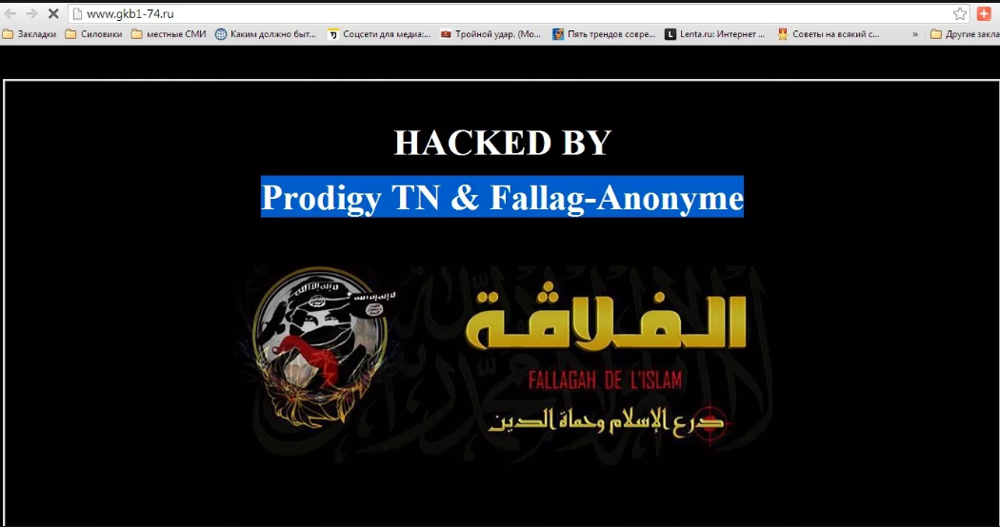 www.gkb1-74.ru
Закладки Силовики местные СМИ Каким должно быт... Соцсети для медиа:... Тройной удар. (Мо... Пять трендов совре... Lenta.ru: Интернет ... Советы на всякий с... » Другие закла
HACKED BY
Prodigy TN & Fallag-Anonyme
الفلاڤة
FALLAGAH DE L'ISLAM
درع الإسلام وحماة الدين